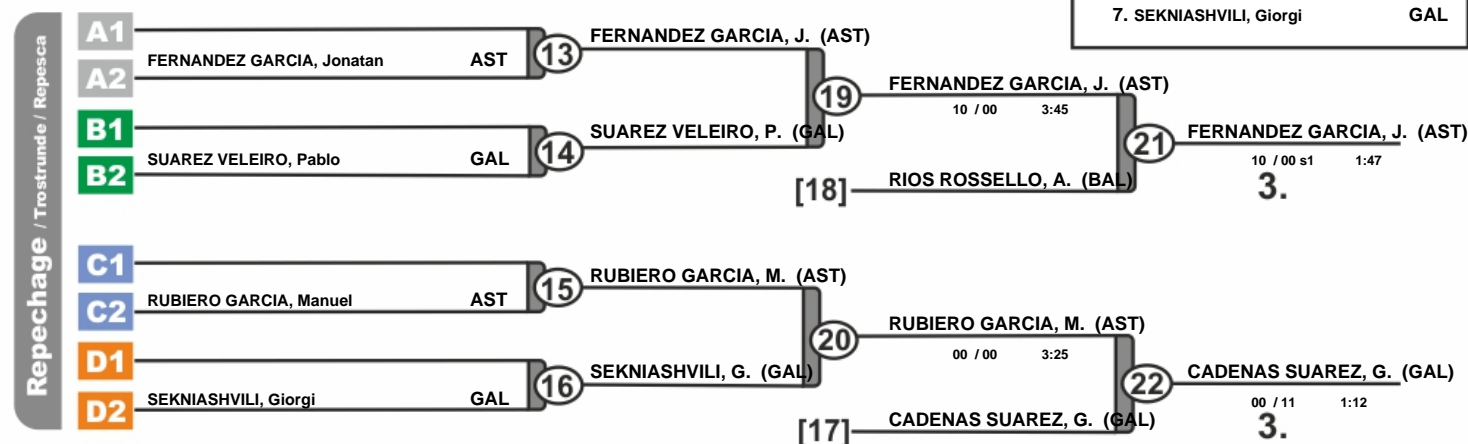 7. SEKNIASHVILI, Giorgi GAL
Repechage / Trostrunde / Repesca
A1
FERNANDEZ GARCIA, Jonatan AST
A2
13
FERNANDEZ GARCIA, J. (AST)
B1
SUAREZ VELEIRO, Pablo GAL
B2
14
SUAREZ VELEIRO, P. (GAL)
19
FERNANDEZ GARCIA, J. (AST)
10 / 00 3:45
[18]
RIOS ROSSELLO, A. (BAL)
21
FERNANDEZ GARCIA, J. (AST)
10 / 00 s1 1:47
3.
C1
RUBIERO GARCIA, Manuel AST
C2
15
RUBIERO GARCIA, M. (AST)
D1
SEKNIASHVILI, Giorgi GAL
D2
16
SEKNIASHVILI, G. (GAL)
20
RUBIERO GARCIA, M. (AST)
00 / 00 3:25
[17]
CADENAS SUAREZ, G. (GAL)
22
CADENAS SUAREZ, G. (GAL)
00 / 11 1:12
3.